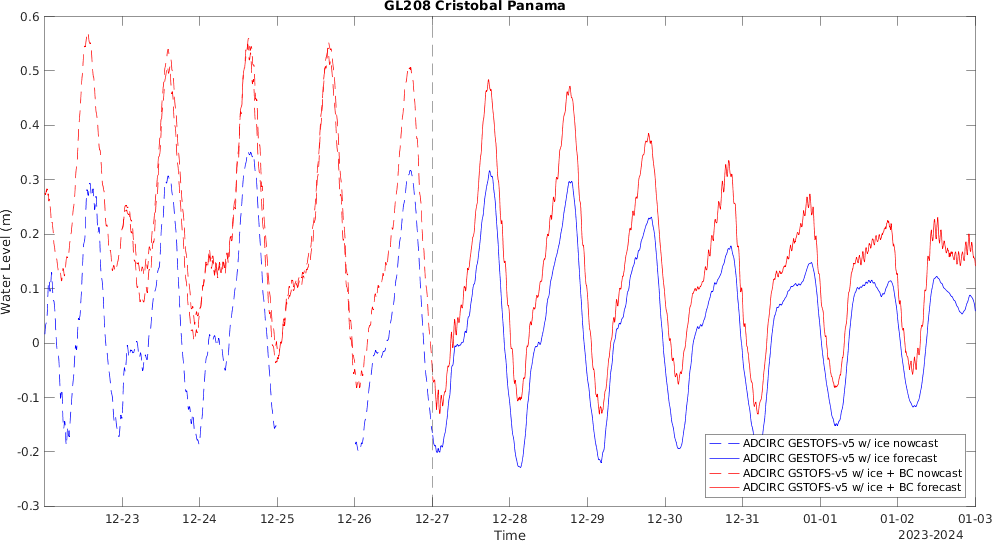 GL208 Cristobal Panama
0.6
0.5
0.4
0.3
0.2
0.1
0
-0.1
-0.2
-0.3
Water Level (m)
ADCIRC GESTOFS-v5 w/ ice nowcast
ADCIRC GESTOFS-v5 w/ ice forecast
ADCIRC GSTOFS-v5 w/ ice + BC nowcast
ADCIRC GSTOFS-v5 w/ ice + BC forecast
12-23 12-24 12-25 12-26 12-27 12-28 12-29 12-30 12-31 01-01 01-02 01-03
Time
2023-2024